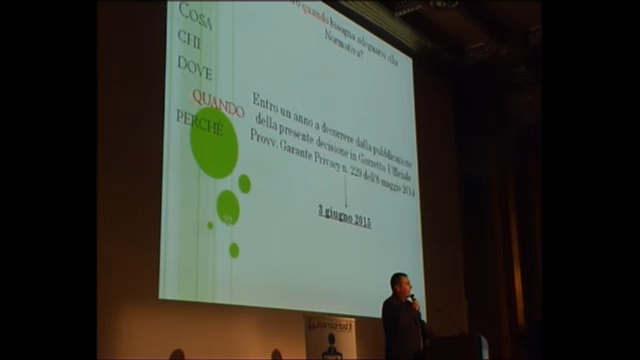 COSA
CHI
DOVE
QUANDO
PERCHÈ
quando bisogna adeguarsi alla
Normativa?
Entro un anno a decorrere dalla pubblicazione
della presente decisione in Gazzetta Ufficiale
Provv. Garante Privacy n. 229 dell'8 maggio 2014
3 giugno 2015